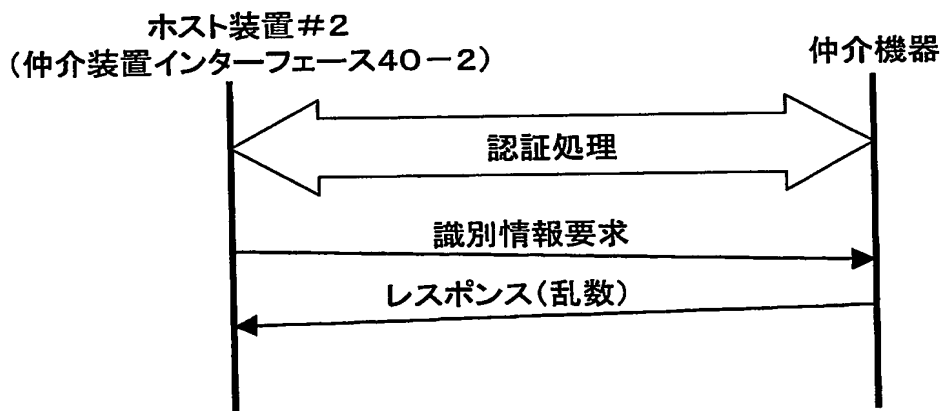 ホスト装置#2
(仲介装置インターフェース40-2)
仲介機器
認証処理
識別情報要求
レスポンス(乱数)